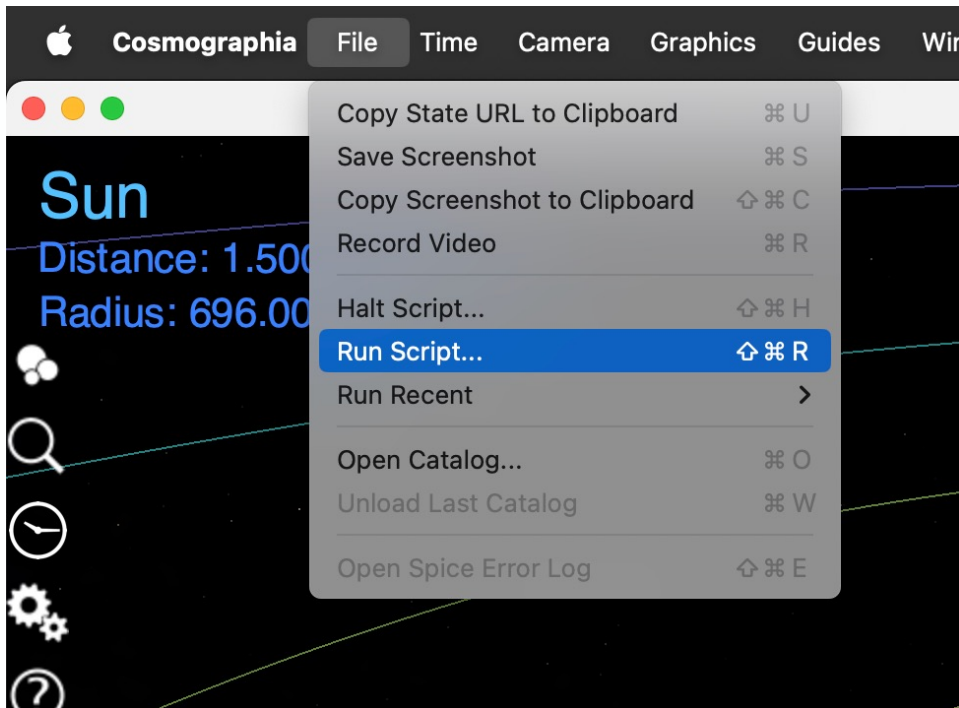 Cosmographia File Time Camera Graphics Guides
Sun
Distance: 1.500
Radius: 696.00
Copy State URL to Clipboard ⌘ U
Save Screenshot ⌘ S
Copy Screenshot to Clipboard ⇧ ⌘ C
Record Video ⌘ R
Halt Script... ⇧ ⌘ H
Run Script... ⇧ ⌘ R
Run Recent
Open Catalog... ⌘ O
Unload Last Catalog ⌘ W
Open Spice Error Log ⇧ ⌘ E